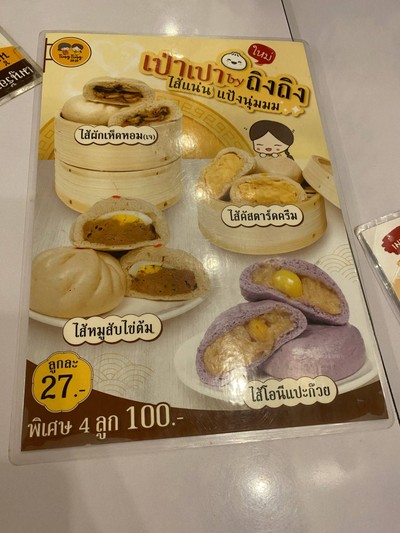 ใหม่
เปาเปา by ถิงถิง
ไส้แน่น แป้งนุ่มมม
ไส้ผักเห็ดหอม(เจ)
ไส้คัสตาร์ดครีม
ไส้หมูสับไข่เค็ม
ไส้โอนีแปะก๊วย
ลูกละ
27.-
พิเศษ 4 ลูก 100.-